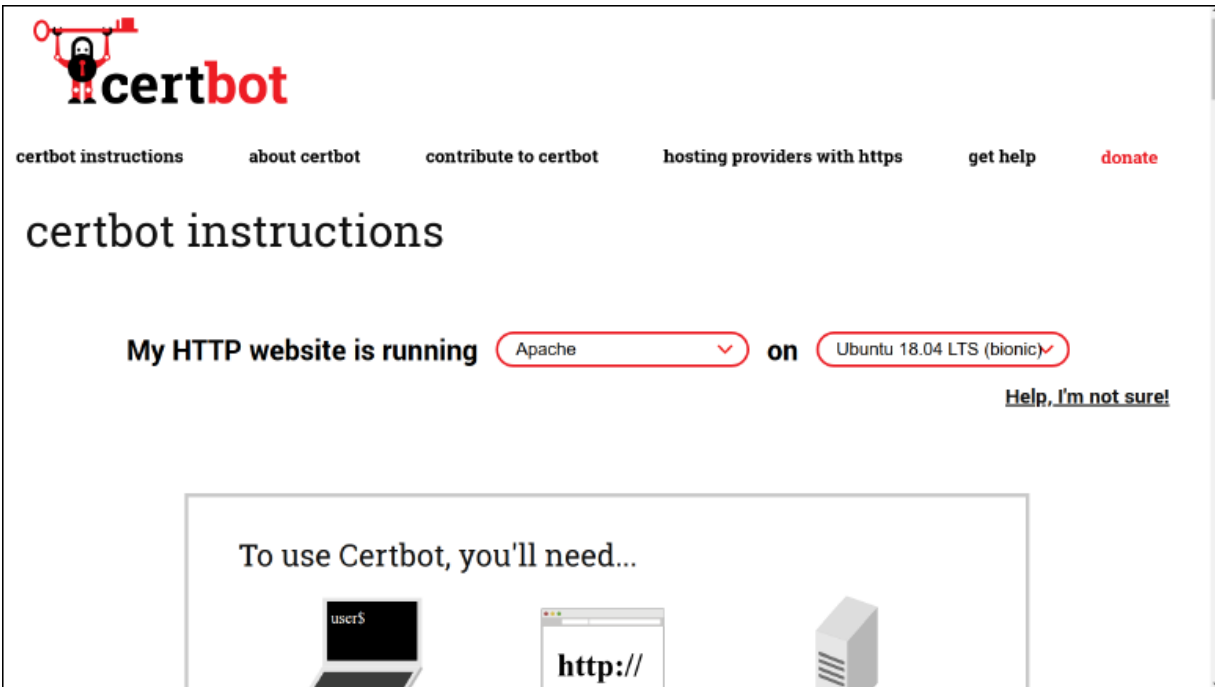 certbot
certbot instructions about certbot contribute to certbot hosting providers with https get help donate
certbot instructions
My HTTP website is running Apache on Ubuntu 18.04 LTS (bionic)
Help, I'm not sure!
To use Certbot, you'll need...
user$
http://